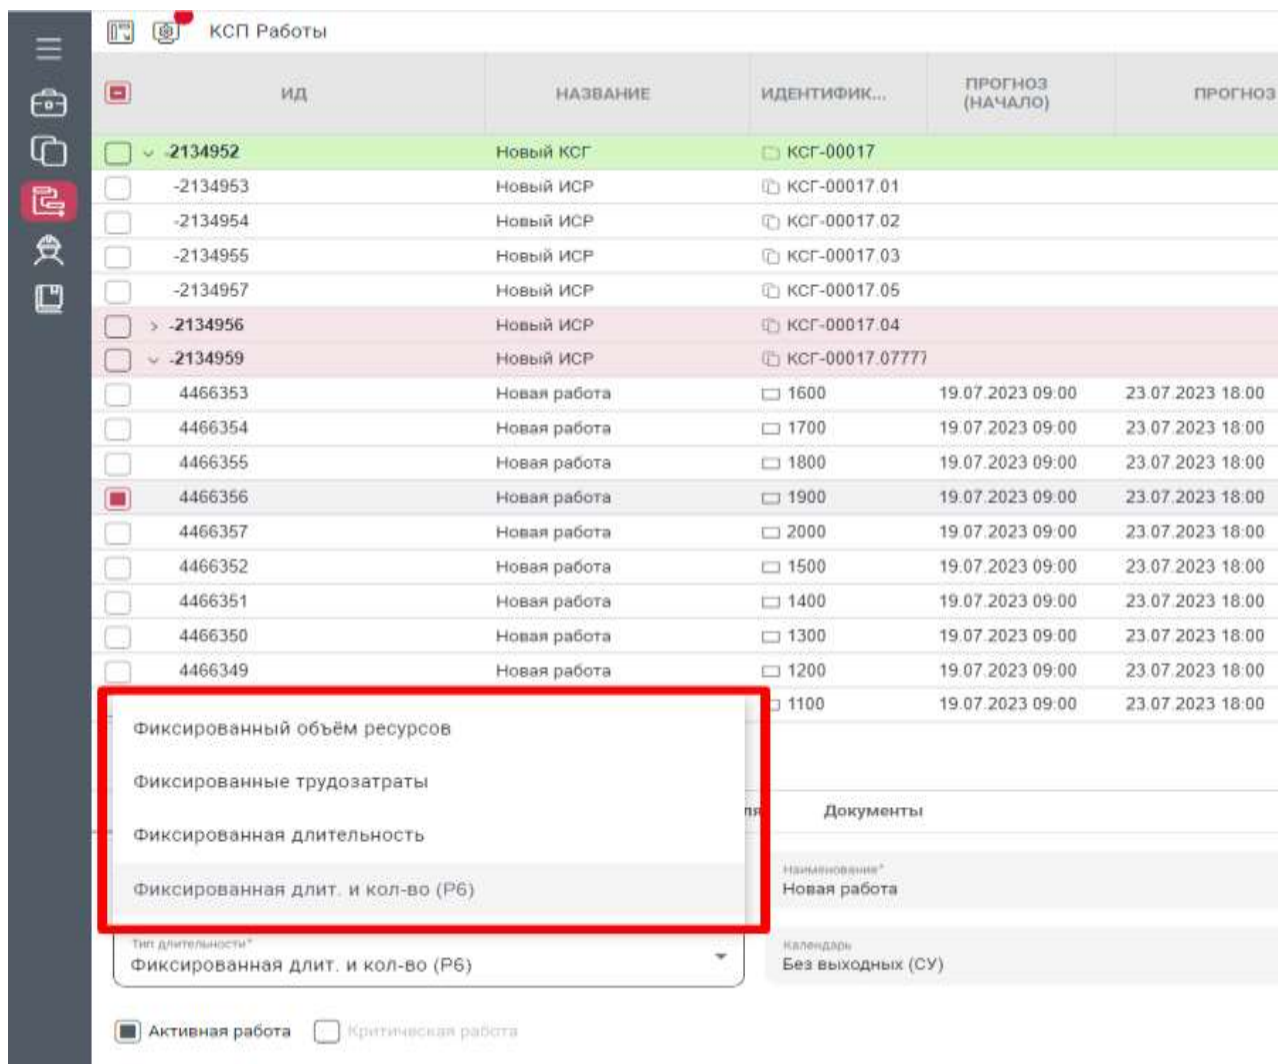 КСП Работы
ИД НАЗВАНИЕ ИДЕНТИФИК... ПРОГНОЗ (НАЧАЛО) ПРОГНОЗ
-2134952 Новый КСГ КСГ-00017
-2134953 Новый ИСР КСГ-00017.01
-2134954 Новый ИСР КСГ-00017.02
-2134955 Новый ИСР КСГ-00017.03
-2134957 Новый ИСР КСГ-00017.05
-2134956 Новый ИСР КСГ-00017.04
-2134959 Новый ИСР КСГ-00017.07777
4466353 Новая работа 1600 19.07.2023 09:00 23.07.2023 18:00
4466354 Новая работа 1700 19.07.2023 09:00 23.07.2023 18:00
4466355 Новая работа 1800 19.07.2023 09:00 23.07.2023 18:00
4466356 Новая работа 1900 19.07.2023 09:00 23.07.2023 18:00
4466357 Новая работа 2000 19.07.2023 09:00 23.07.2023 18:00
4466352 Новая работа 1500 19.07.2023 09:00 23.07.2023 18:00
4466351 Новая работа 1400 19.07.2023 09:00 23.07.2023 18:00
4466350 Новая работа 1300 19.07.2023 09:00 23.07.2023 18:00
4466349 Новая работа 1200 19.07.2023 09:00 23.07.2023 18:00
1100 19.07.2023 09:00 23.07.2023 18:00
Фиксированный объём ресурсов
Фиксированные трудозатраты
Документы
Фиксированная длительность
Наименование*
Фиксированная длит. и кол-во (P6) Новая работа
Тип длительности* Календарь
Фиксированная длит. и кол-во (P6) Без выходных (СУ)
Активная работа Критическая работа